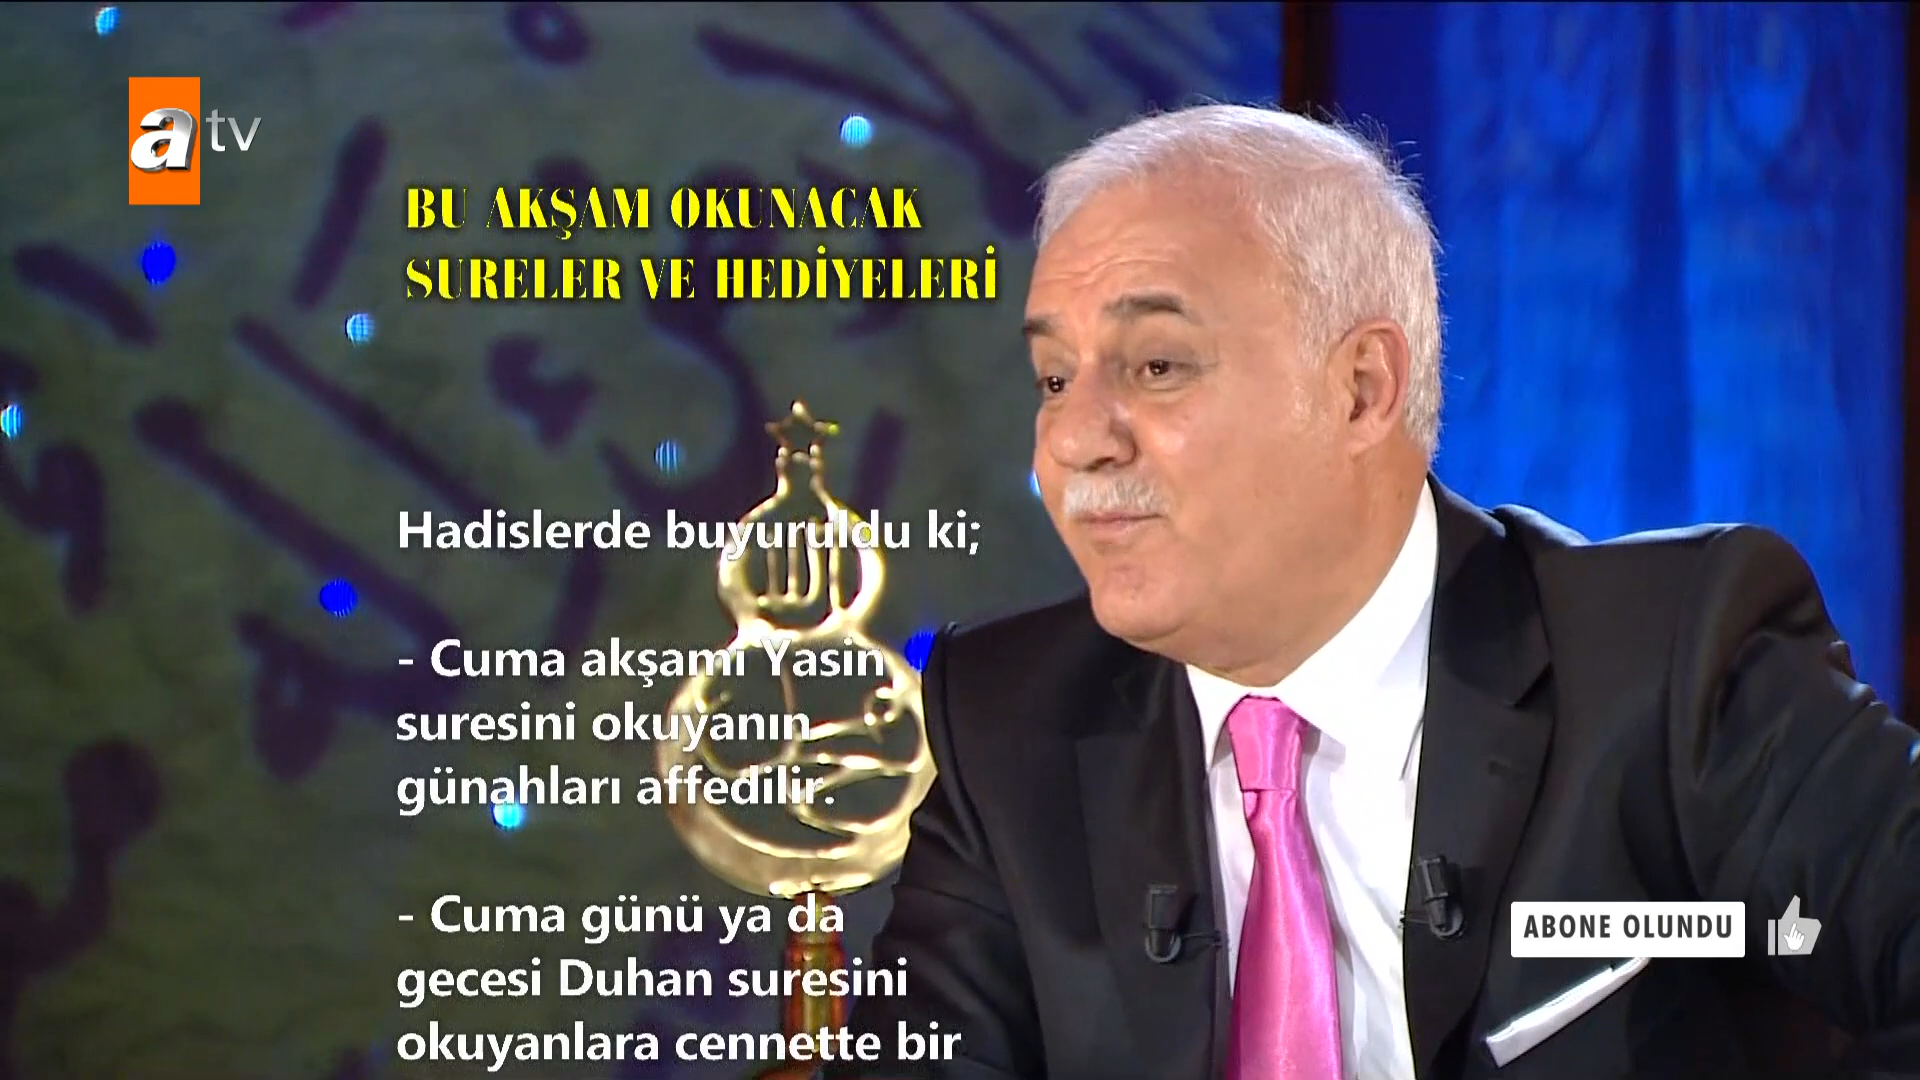 a tv
BU AKŞAM OKUNACAK
SURELER VE HEDİYELERİ
Hadislerde buyuruldu ki;
- Cuma akşamı Yasin
suresini okuyanın
günahları affedilir.
- Cuma günü ya da
gecesi Duhan suresini
okuyanlara cennette bir
ABONE OLUNDU